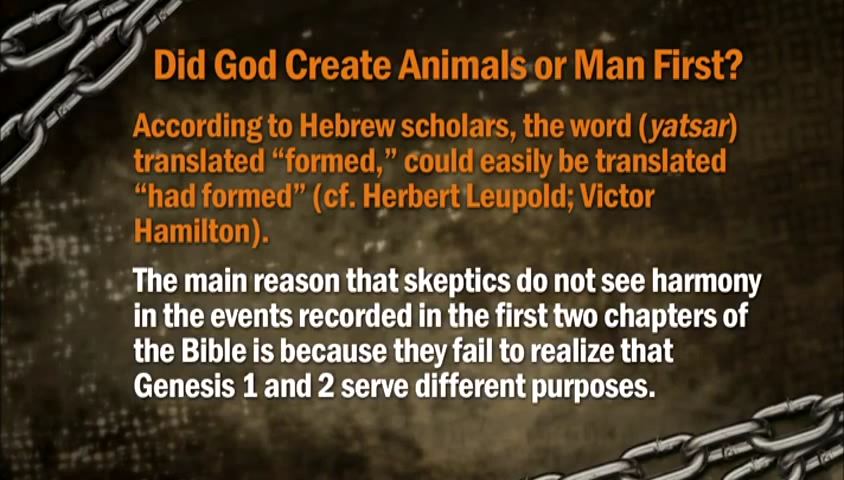 Did God Create Animals or Man First?
According to Hebrew scholars, the word (yatsar)
translated “formed,” could easily be translated
“had formed” (cf. Herbert Leupold; Victor
Hamilton).
The main reason that skeptics do not see harmony
in the events recorded in the first two chapters of
the Bible is because they fail to realize that
Genesis 1 and 2 serve different purposes.